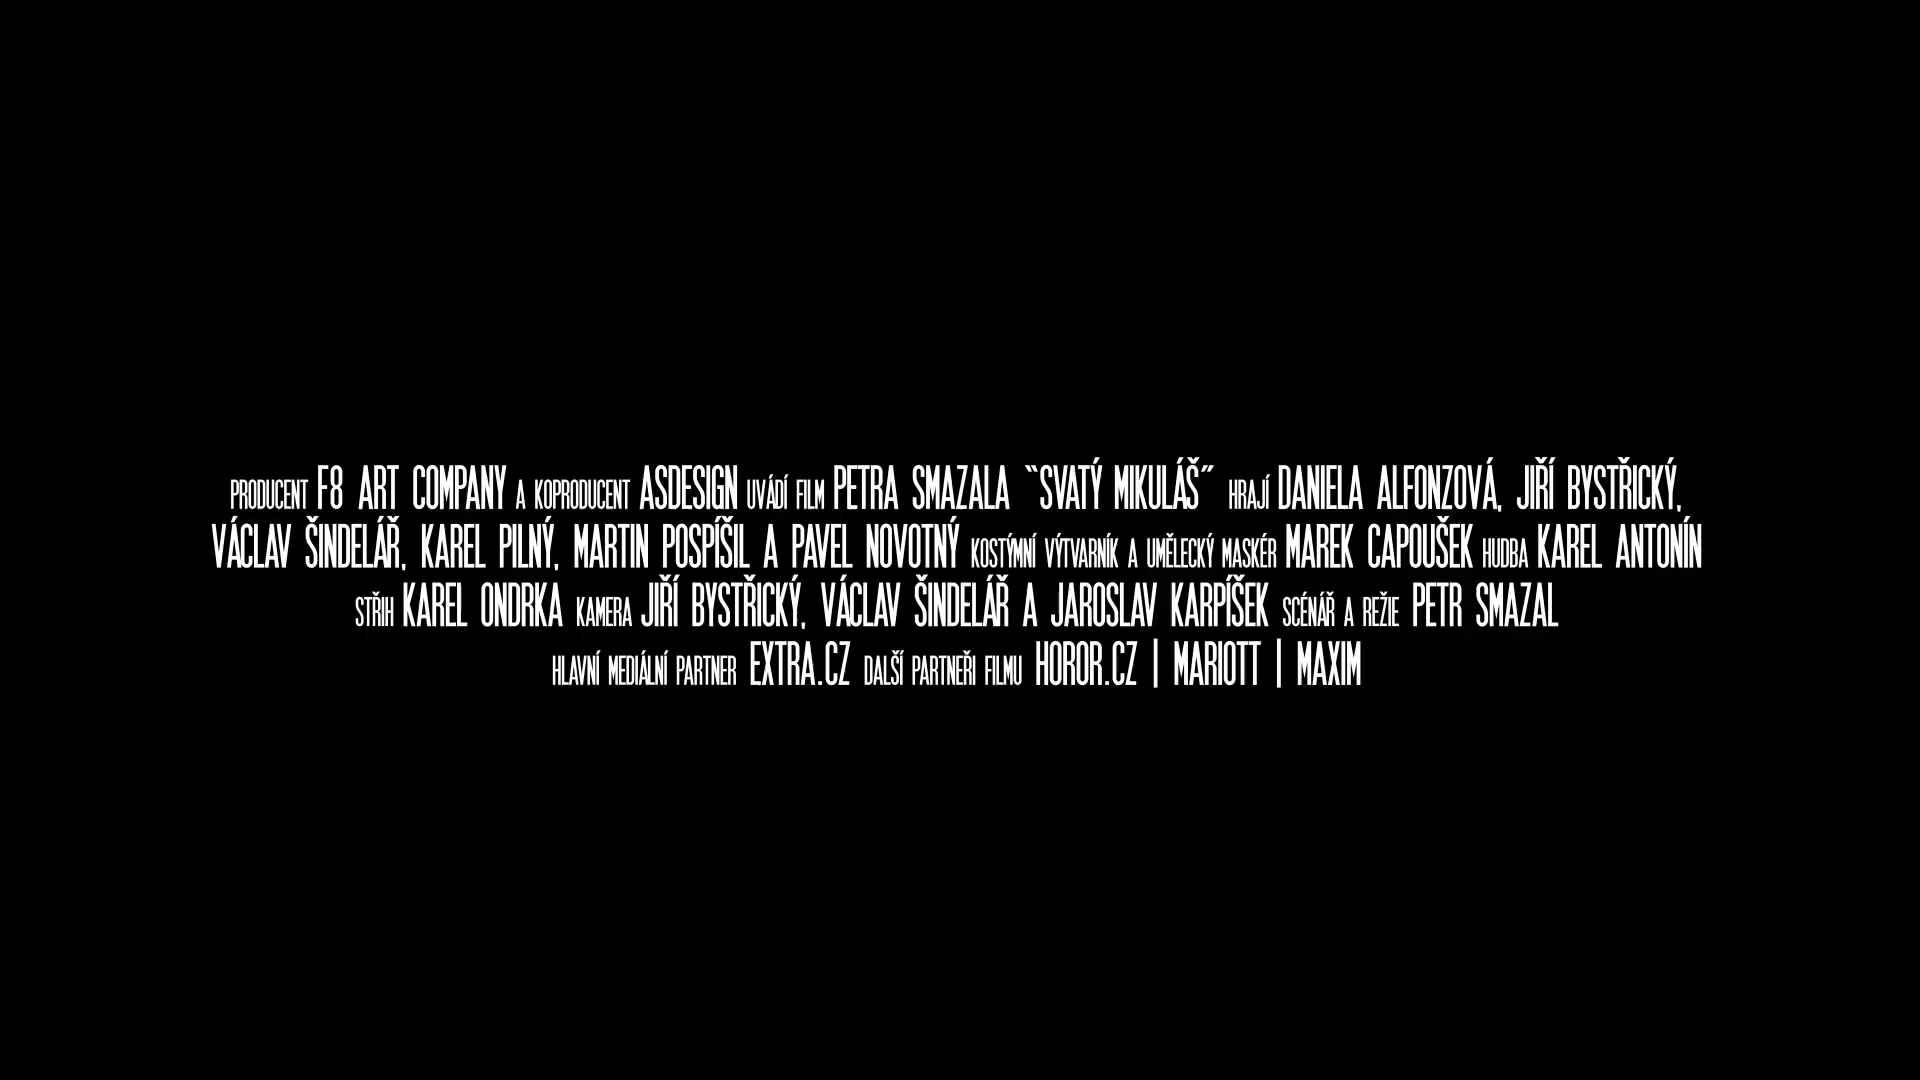 PRODUCENT F8 ART COMPANY A KOPRODUCENT ASDESIGN UVÁDÍ FILM PETRA SMAZALA “SVATÝ MIKULÁŠ” HRAJÍ DANIELA ALFONZOVÁ, JIŘÍ BYSTŘICKÝ,
VÁCLAV ŠINDELÁŘ, KAREL PILNÝ, MARTIN POSPÍŠIL A PAVEL NOVOTNÝ KOSTÝMNÍ VÝTVARNÍK A UMĚLECKÝ MASKÉR MAREK CAPOUŠEK HUDBA KAREL ANTONÍN
STŘIH KAREL ONDRKA KAMERA JIŘÍ BYSTŘICKÝ, VÁCLAV ŠINDELÁŘ A JAROSLAV KARPÍŠEK SCÉNÁŘ A REŽIE PETR SMAZAL
HLAVNÍ MEDIÁLNÍ PARTNER EXTRA.CZ DALŠÍ PARTNEŘI FILMU HOROR.CZ | MARIOTT | MAXIM